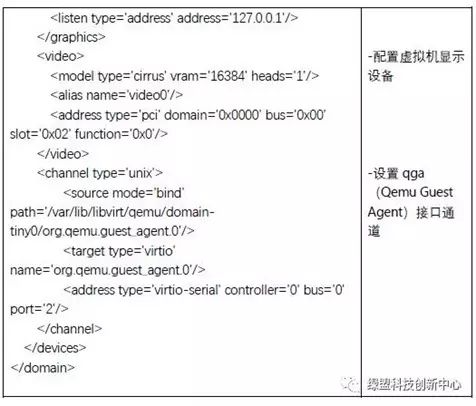 <listen type='address' address='127.0.0.1'/>
</graphics>
<video>
<model type='cirrus' vram='16384' heads='1'/>
<alias name='video0'/>
<address type='pci' domain='0x0000' bus='0x00'
slot='0x02' function='0x0'/>
</video>
<channel type='unix'>
<source mode='bind'
path='/var/lib/libvirt/qemu/domain-
tiny0/org.qemu.guest_agent.0'/>
<target type='virtio'
name='org.qemu.guest_agent.0'/>
<address type='virtio-serial' controller='0' bus='0'
port='2'/>
</channel>
</devices>
</domain>
-配置虚拟机显示
设备
-设置 qga
（Qemu Guest
Agent）接口通
道
绿盟科技创新中心